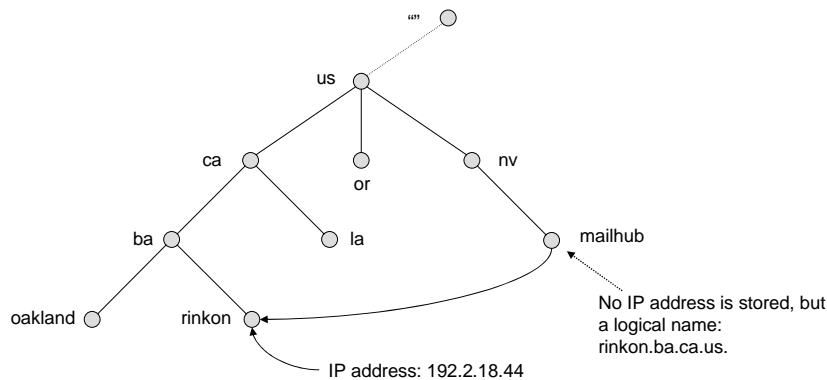 “”
us
ca
nv
or
ba
la
mailhub
oakland
rinkon
No IP address is stored, but
a logical name:
rinkon.ba.ca.us.
IP address: 192.2.18.44